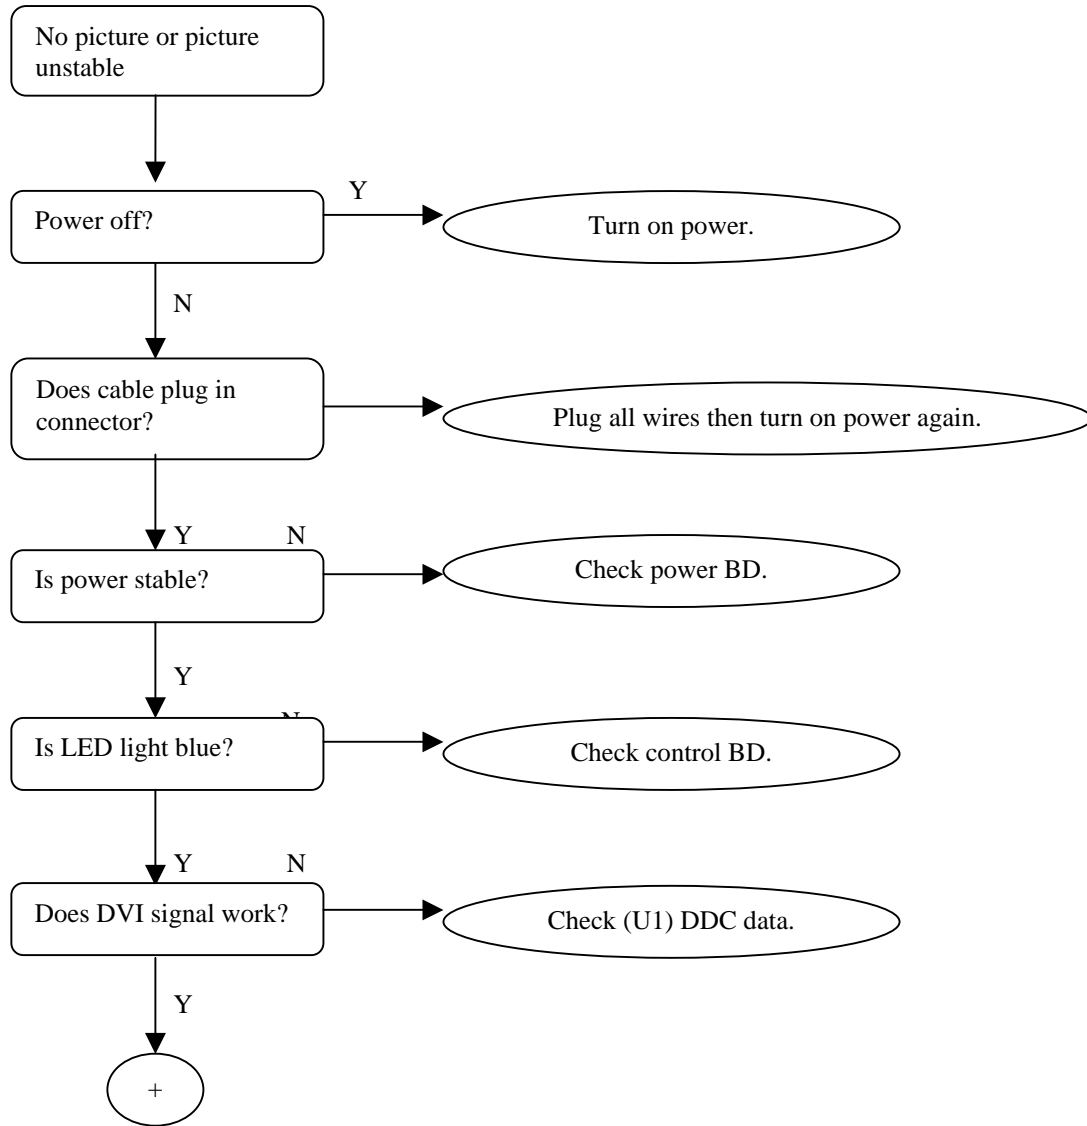 No picture or picture
unstable
Y
Power off?
Turn on power.
N
Does cable plug in
connector?
Plug all wires then turn on power again.
Y
N
Is power stable?
Check power BD.
Y
N
Is LED light blue?
Check control BD.
Y
N
Does DVI signal work?
Check (U1) DDC data.
Y
+